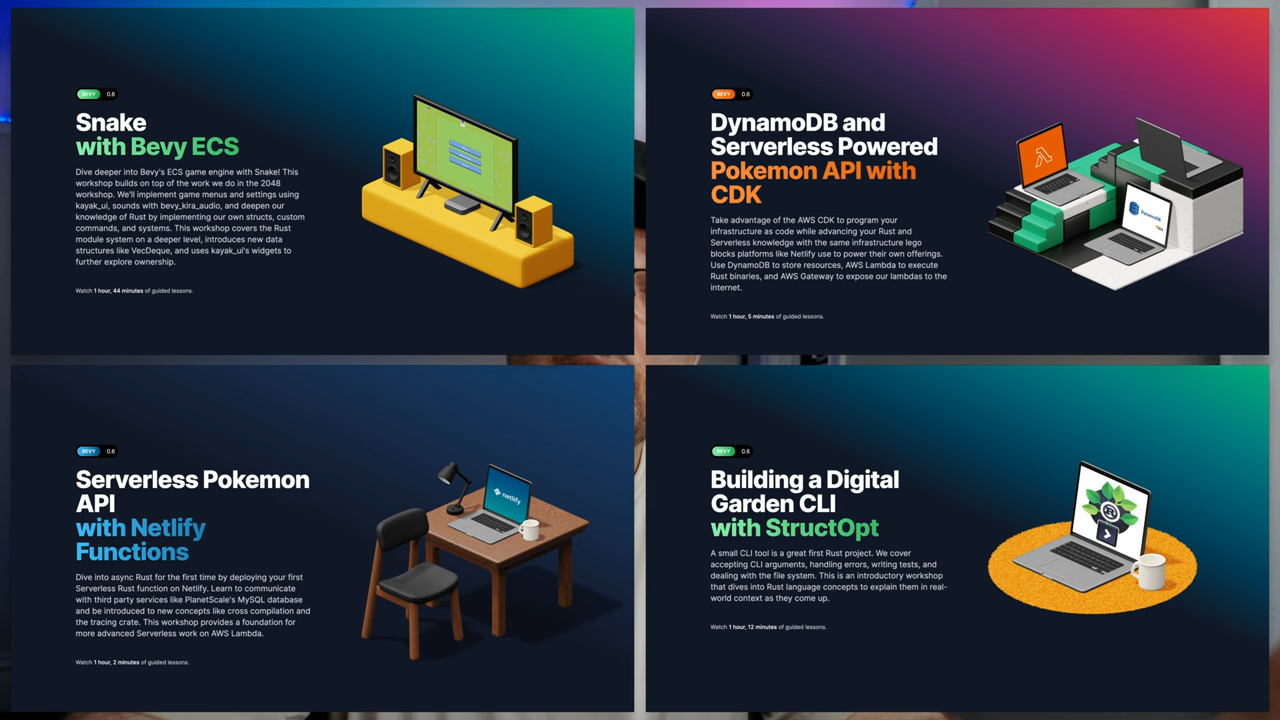 BEVY 0.6
Snake
with Bevy ECS
Dive deeper into Bevy's ECS game engine with Snake! This
workshop builds on top of the work we do in the 2048
workshop. We'll implement game menus and settings using
kayak_ui, sounds with bevy_kira_audio, and deepen our
knowledge of Rust by implementing our own structs, custom
commands, and systems. This workshop covers the Rust
module system on a deeper level, introduces new data
structures like VecDeque, and uses kayak_ui's widgets to
further explore ownership.
Watch 1 hour, 44 minutes of guided lessons.
BEVY 0.6
DynamoDB and
Serverless Powered
Pokemon API with
CDK
Take advantage of the AWS CDK to program your
infrastructure as code while advancing your Rust and
Serverless knowledge with the same infrastructure lego
blocks platforms like Netlify use to power their own offerings.
Use DynamoDB to store resources, AWS Lambda to execute
Rust binaries, and AWS Gateway to expose our lambdas to the
internet.
Watch 1 hour, 5 minutes of guided lessons.
DynamoDB
BEVY 0.6
Serverless Pokemon
API
with Netlify
Functions
Dive into async Rust for the first time by deploying your first
Serverless Rust function on Netlify. Learn to communicate
with third party services like PlanetScale's MySQL database
and be introduced to new concepts like cross compilation and
the tracing crate. This workshop provides a foundation for
more advanced Serverless work on AWS Lambda.
Watch 1 hour, 2 minutes of guided lessons.
netlify
BEVY 0.6
Building a Digital
Garden CLI
with StructOpt
A small CLI tool is a great first Rust project. We cover
accepting CLI arguments, handling errors, writing tests, and
dealing with the file system. This is an introductory workshop
that dives into Rust language concepts to explain them in real-
world context as they come up.
Watch 1 hour, 12 minutes of guided lessons.
R